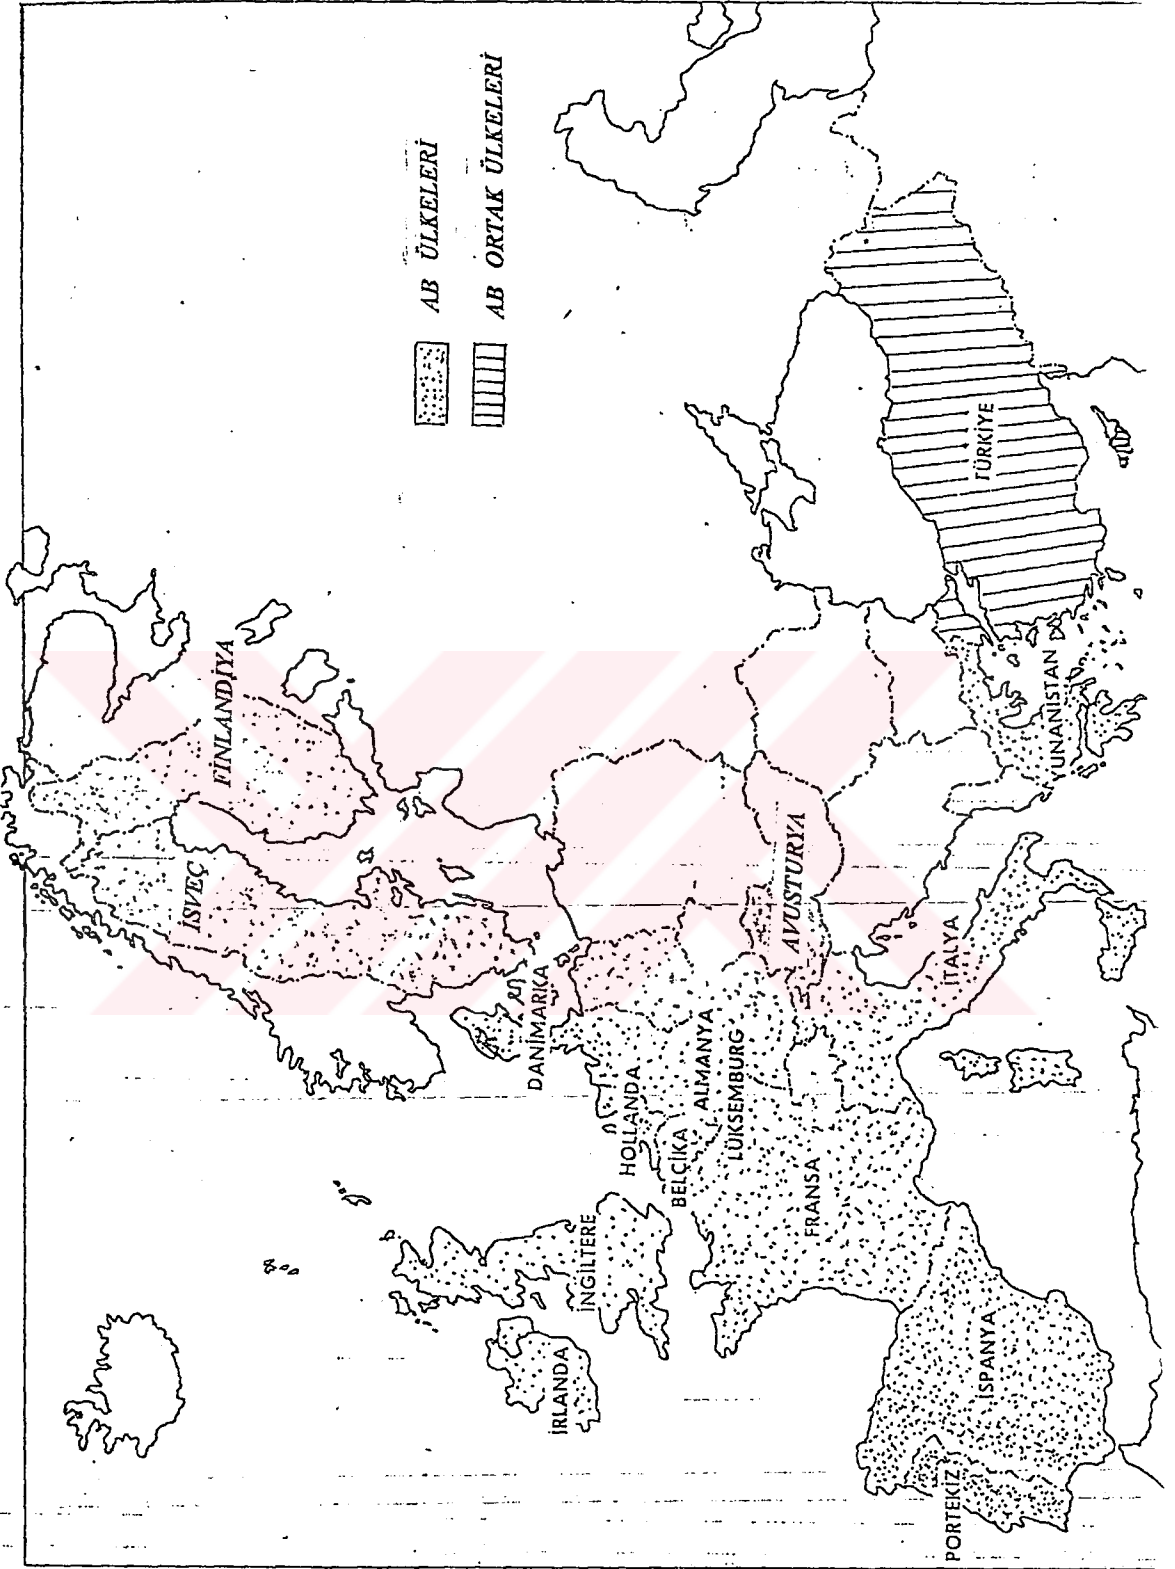 AB ÜLKELERİ
AB ORTAK ÜLKELERİ
FİNLANDİYA
İSVEÇ
DANİMARKA
İRLANDA
İNGİLTERE
HOLLANDA
BELÇİKA
ALMANYA
LÜKSEMBURG
AVUSTURYA
FRANSA
PORTEKİZ
İSPANYA
İTALYA
YUNANİSTAN
TÜRKİYE